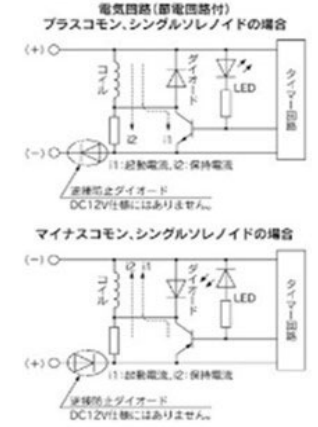 電気回路(節電回路付)
プラスコモン、シングルソレノイドの場合
(+)
コイル
ダイオード
LED
タイマー回路
i2
i1
(−)
i1:起動電流、i2:保持電流
逆接防止ダイオード
DC12V仕様にはありません。
マイナスコモン、シングルソレノイドの場合
(−)
i2 i1
コイル
ダイオード
LED
タイマー回路
(+)
i1:起動電流、i2:保持電流
逆接防止ダイオード
DC12V仕様にはありません。